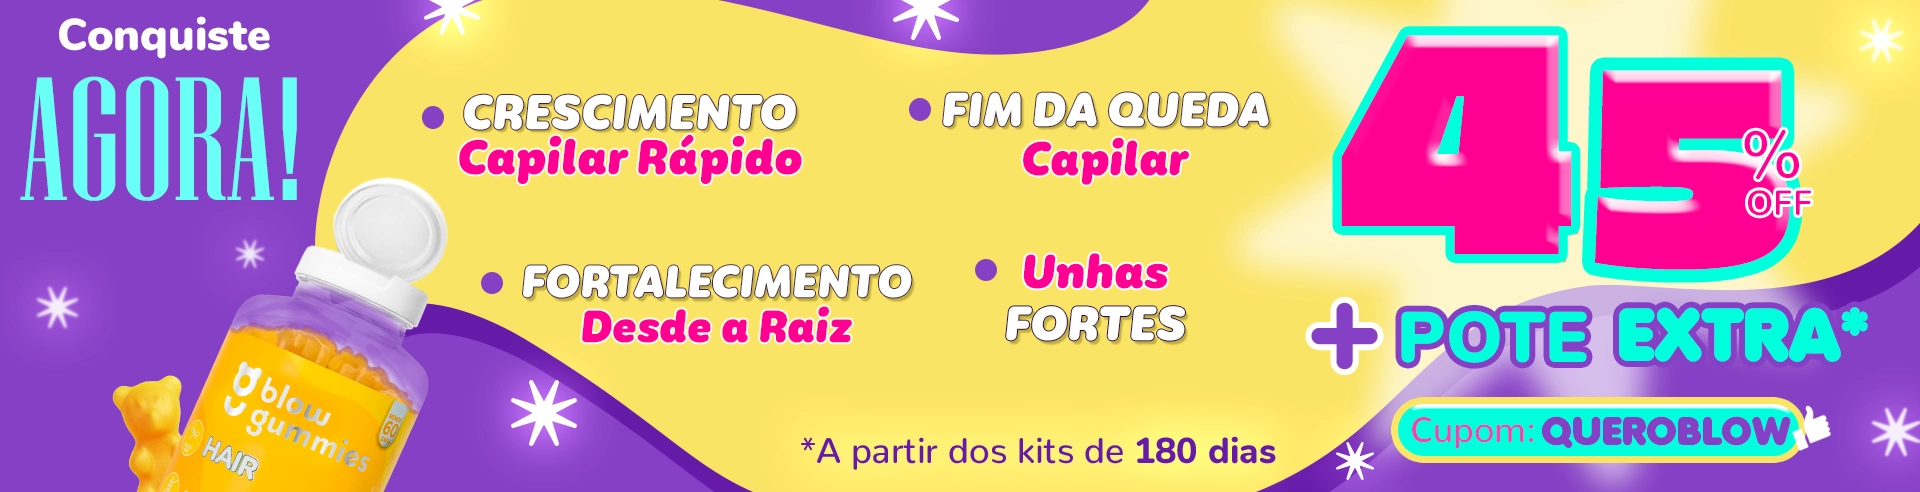 Conquiste
AGORA!
CRESCIMENTO
Capilar Rápido
FIM DA QUEDA
Capilar
FORTALECIMENTO
Desde a Raiz
Unhas
FORTES
45
%
OFF
+ POTE EXTRA*
Cupom: QUEROBLOW
*A partir dos kits de 180 dias
blow
gummies
HAIR
60